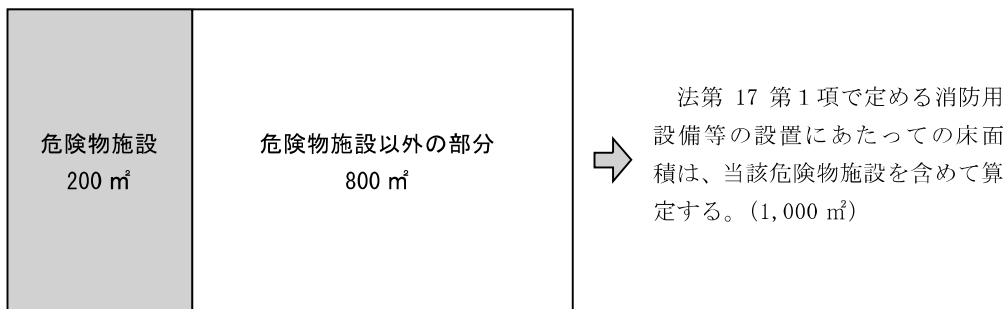 危険物施設
200 ㎡
危険物施設以外の部分
800 ㎡
法第 17 第１項で定める消防用
設備等の設置にあたっての床面
積は、当該危険物施設を含めて算
定する。（1,000 ㎡）